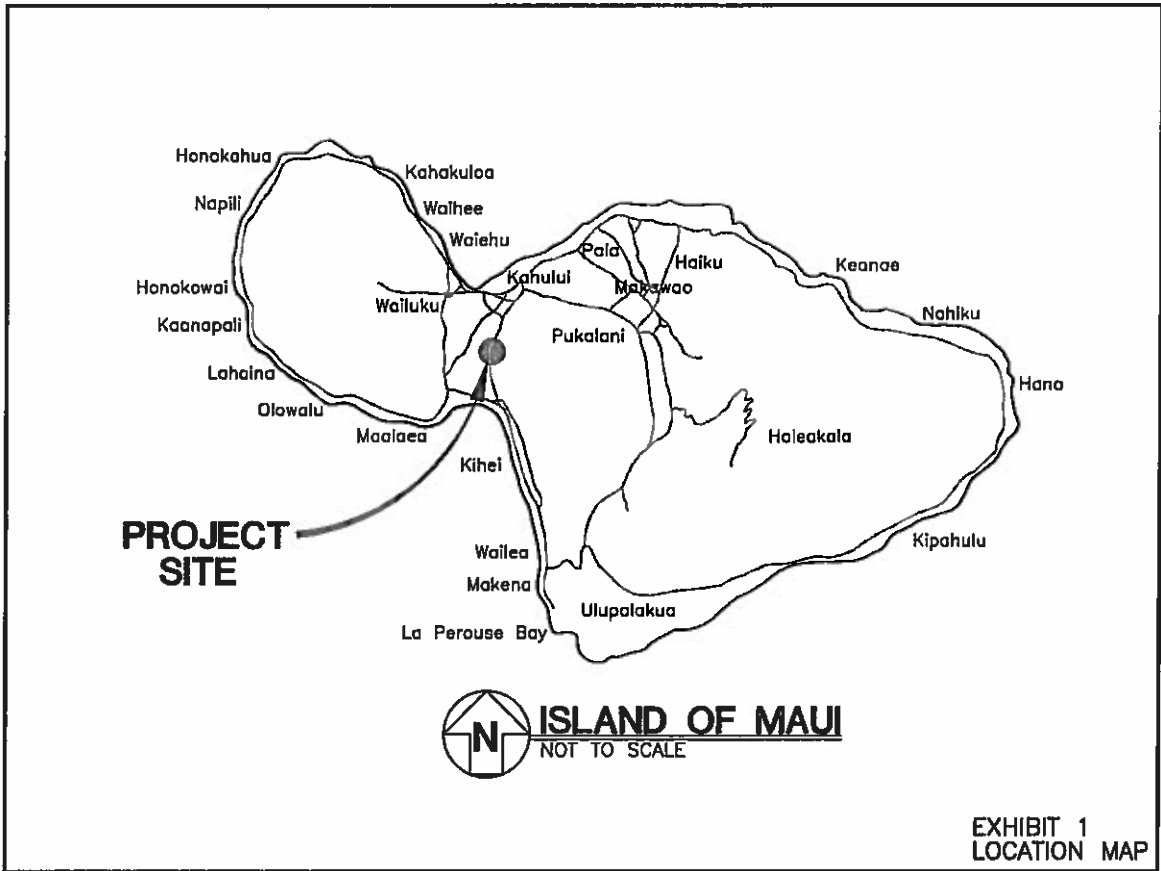 Honokahua
Kahakuloa
Napili
Waihee
Waiehu
Paia
Haiku
Keanae
Kahului
Honokowai
Wailuku
Makawao
Nahiku
Kaanapali
Pukalani
Lahaina
Hana
Olowalu
Maalaea
Haleakala
Kihei
PROJECT
SITE
Kipahulu
Wailea
Makena
Ulupalakua
La Perouse Bay
N
ISLAND OF MAUI
NOT TO SCALE
EXHIBIT 1
LOCATION MAP